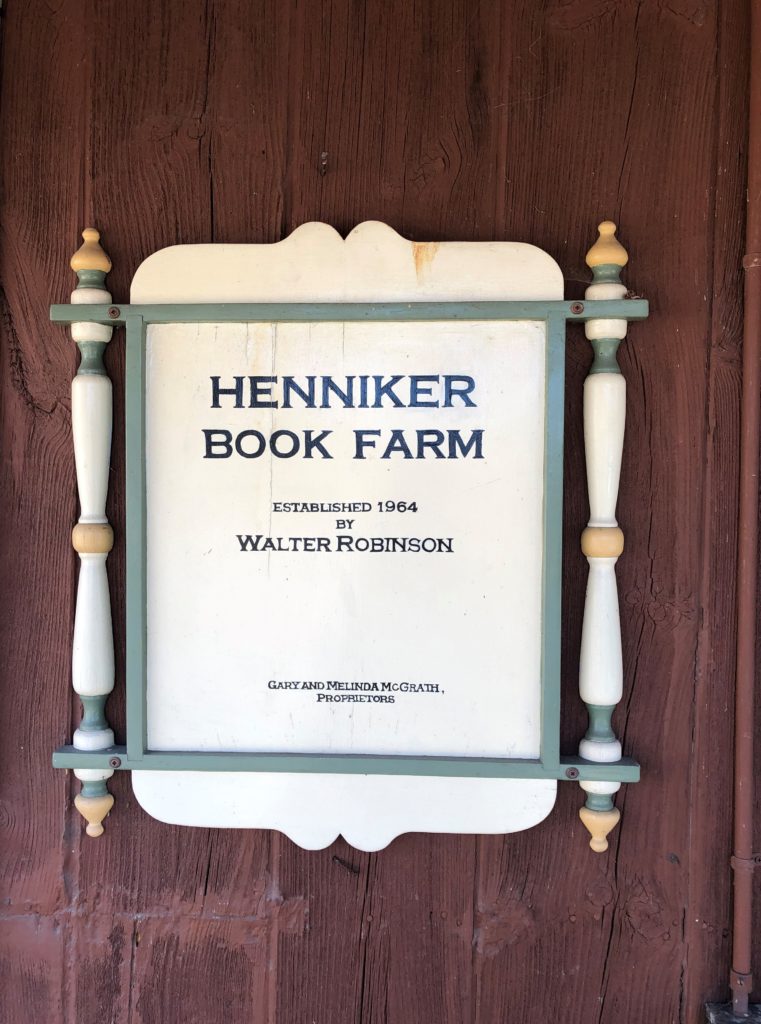 HENNIKER
BOOK FARM
ESTABLISHED 1964
BY
WALTER ROBINSON
GARY AND MELINDA MCGRATH,
PROPRIETORS